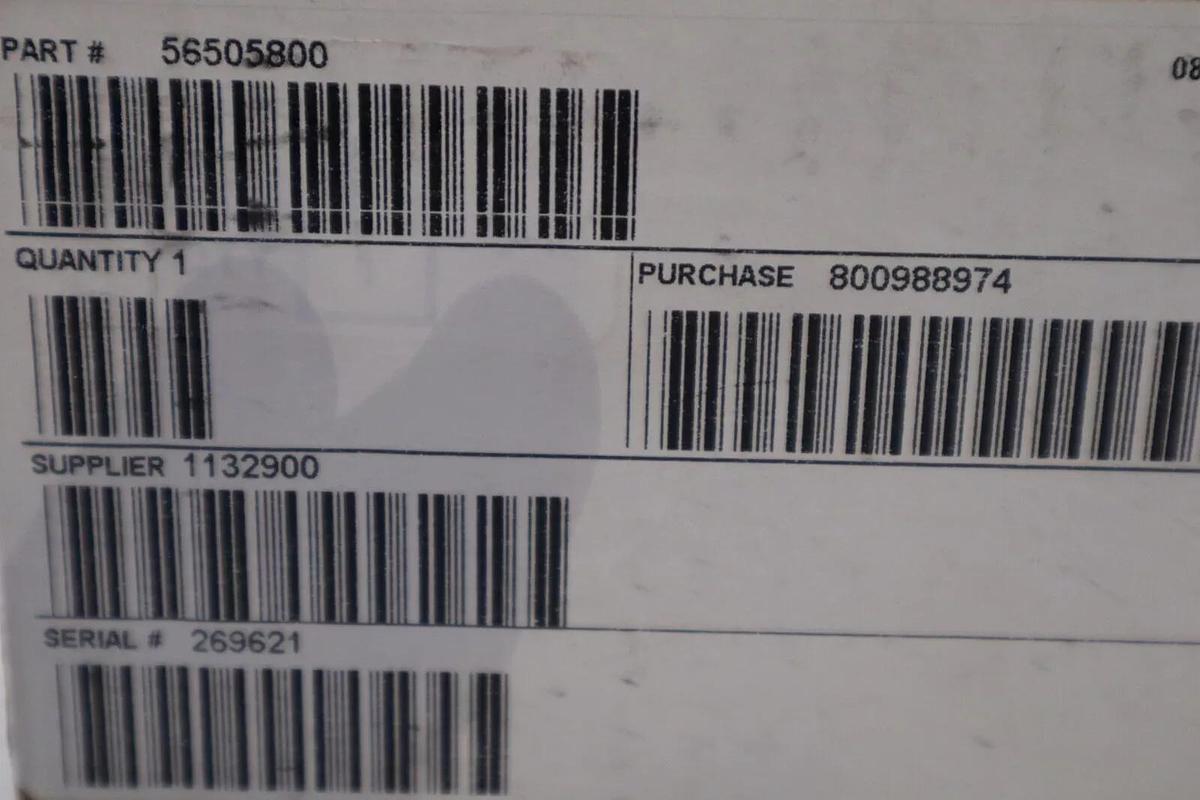 PART # 56505800
08
QUANTITY 1
PURCHASE 800988974
SUPPLIER 1132900
SERIAL # 269621